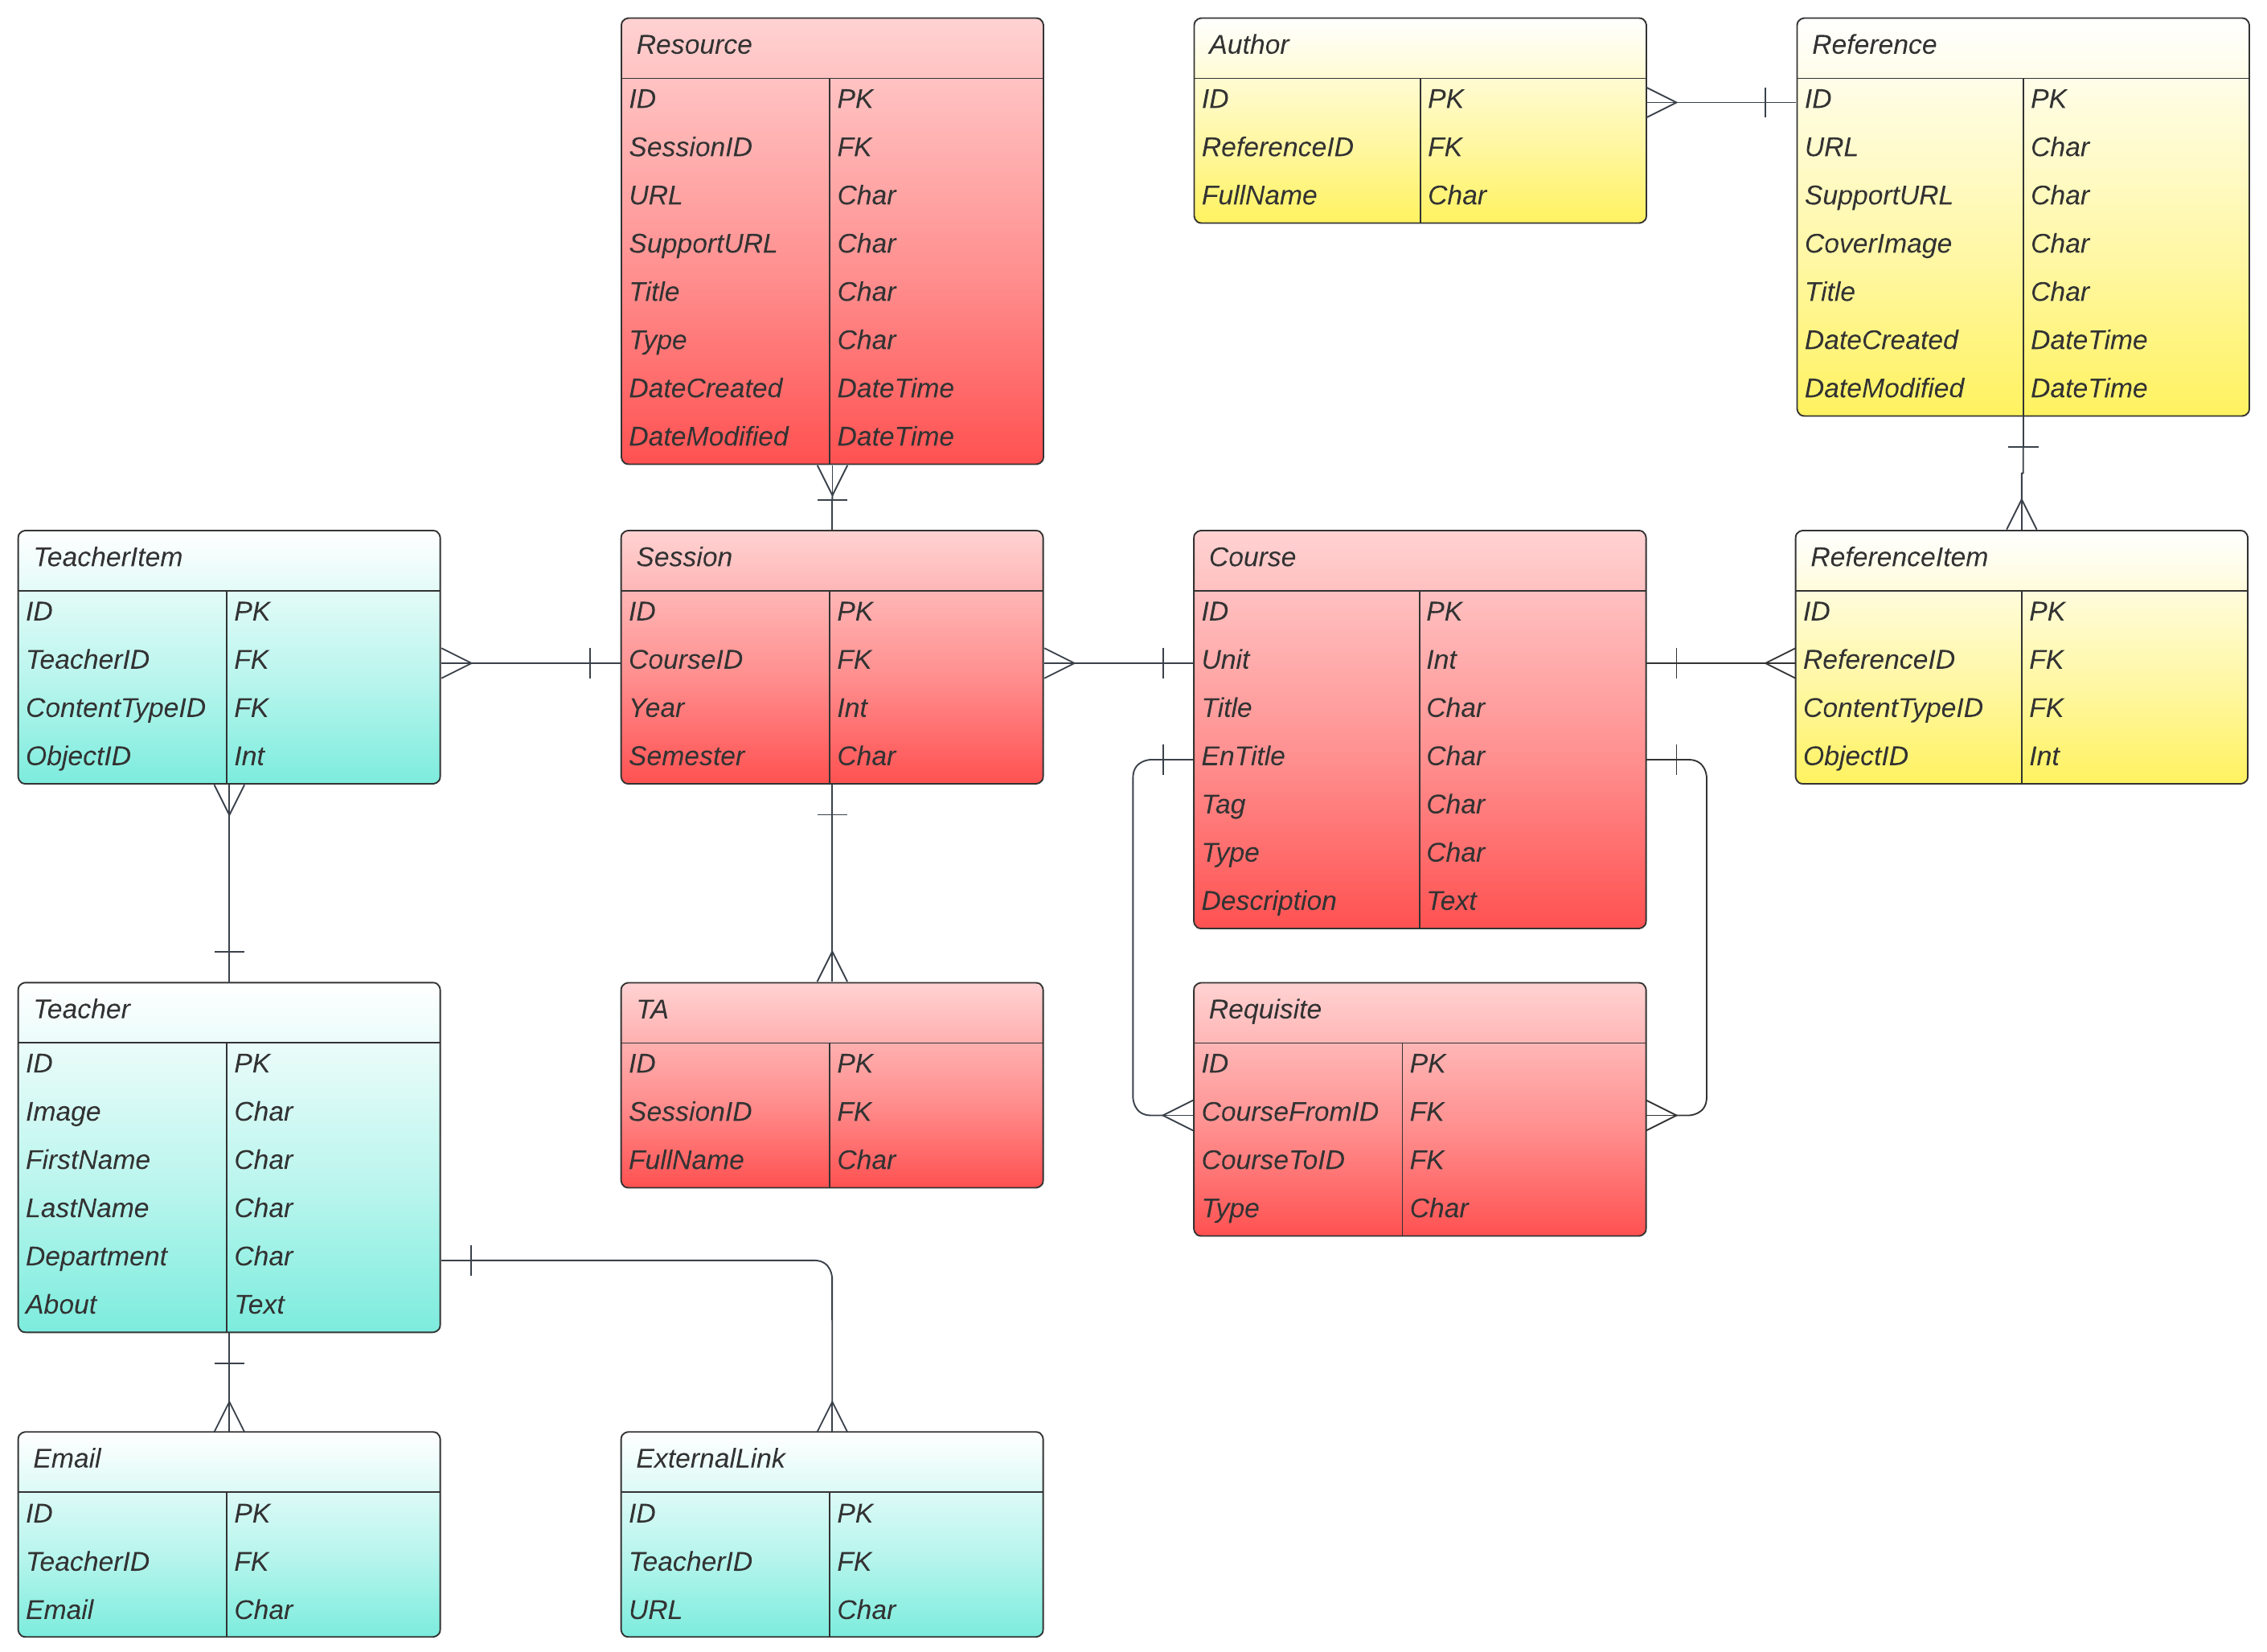 Resource
ID PK
SessionID FK
URL Char
SupportURL Char
Title Char
Type Char
DateCreated DateTime
DateModified DateTime
Author
ID PK
ReferenceID FK
FullName Char
Reference
ID PK
URL Char
SupportURL Char
CoverImage Char
Title Char
DateCreated DateTime
DateModified DateTime
TeacherItem
ID PK
TeacherID FK
ContentTypeID FK
ObjectID Int
Session
ID PK
CourseID FK
Year Int
Semester Char
Course
ID PK
Unit Int
Title Char
EnTitle Char
Tag Char
Type Char
Description Text
ReferenceItem
ID PK
ReferenceID FK
ContentTypeID FK
ObjectID Int
Teacher
ID PK
Image Char
FirstName Char
LastName Char
Department Char
About Text
TA
ID PK
SessionID FK
FullName Char
Requisite
ID PK
CourseFromID FK
CourseToID FK
Type Char
Email
ID PK
TeacherID FK
Email Char
ExternalLink
ID PK
TeacherID FK
URL Char